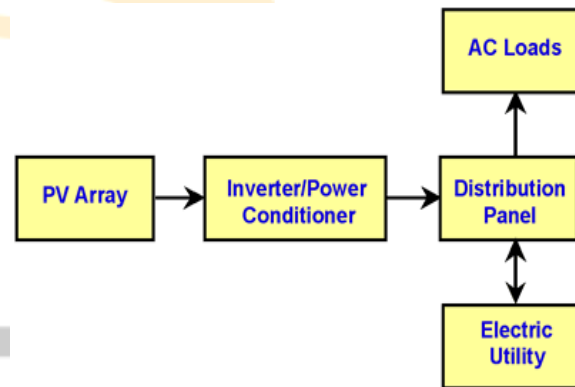 AC Loads
PV Array
Inverter/Power
Conditioner
Distribution
Panel
Electric
Utility